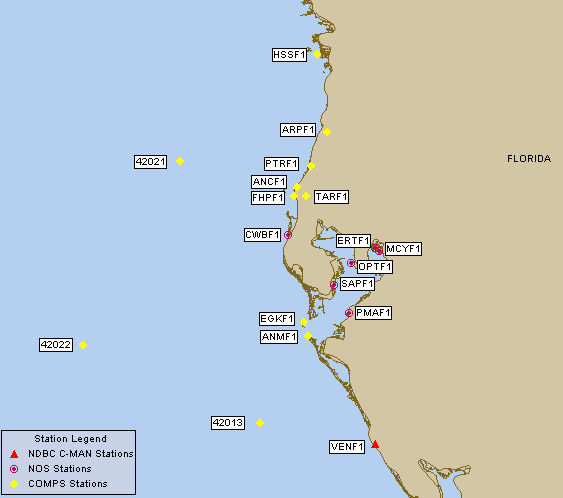 HSSF1
ARPF1
42021
PTRF1
FLORIDA
ANCF1
FHPF1
TARF1
CWBF1
ERTF1
MCYF1
OPTF1
SAPF1
EGKF1
PMAF1
ANMF1
42022
42013
VENF1
Station Legend
NDBC C-MAN Stations
NOS Stations
COMPS Stations